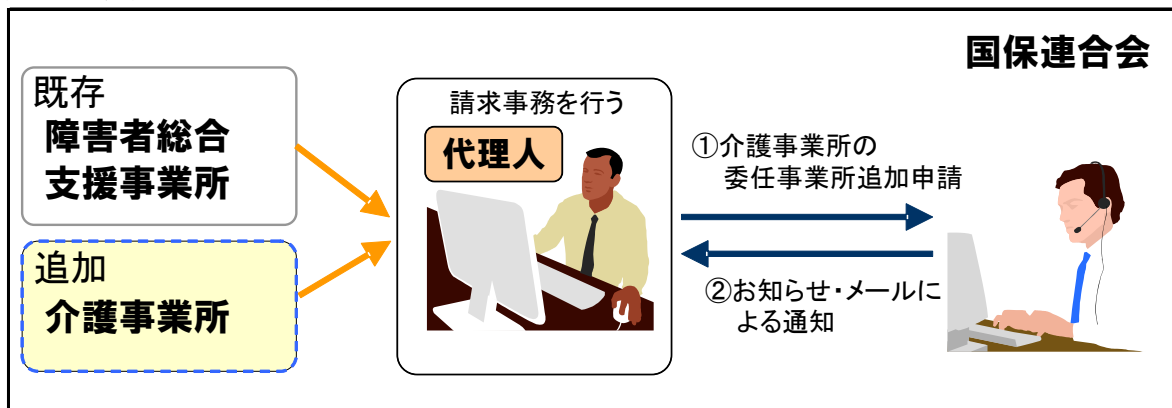 国保連合会
既存
障害者総合
支援事業所
追加
介護事業所
請求事務を行う
代理人
①介護事業所の
委任事業所追加申請
②お知らせ・メールに
よる通知